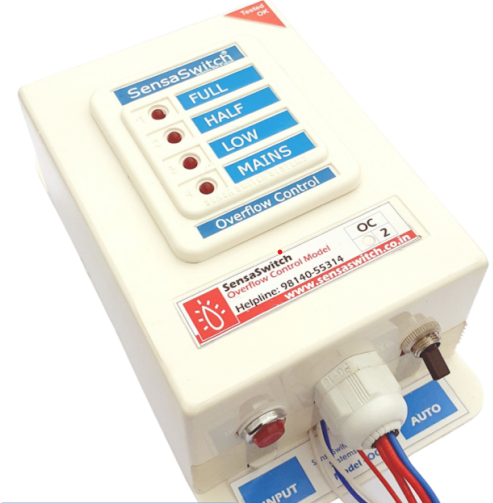 Tested
OK
SensaSwitch
FULL
HALF
LOW
MAINS
Overflow Control
SensaSwitch
Overflow Control Model
Helpline: 98140-55314
www.sensaswitch.co.in
OC
2
AUTO
INPUT